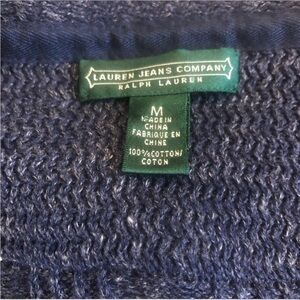 LAUREN JEANS COMPANY
RALPH LAUREN
M
MADE IN
CHINA
FABRIQUE EN
CHINE
100% COTTON/
COTON